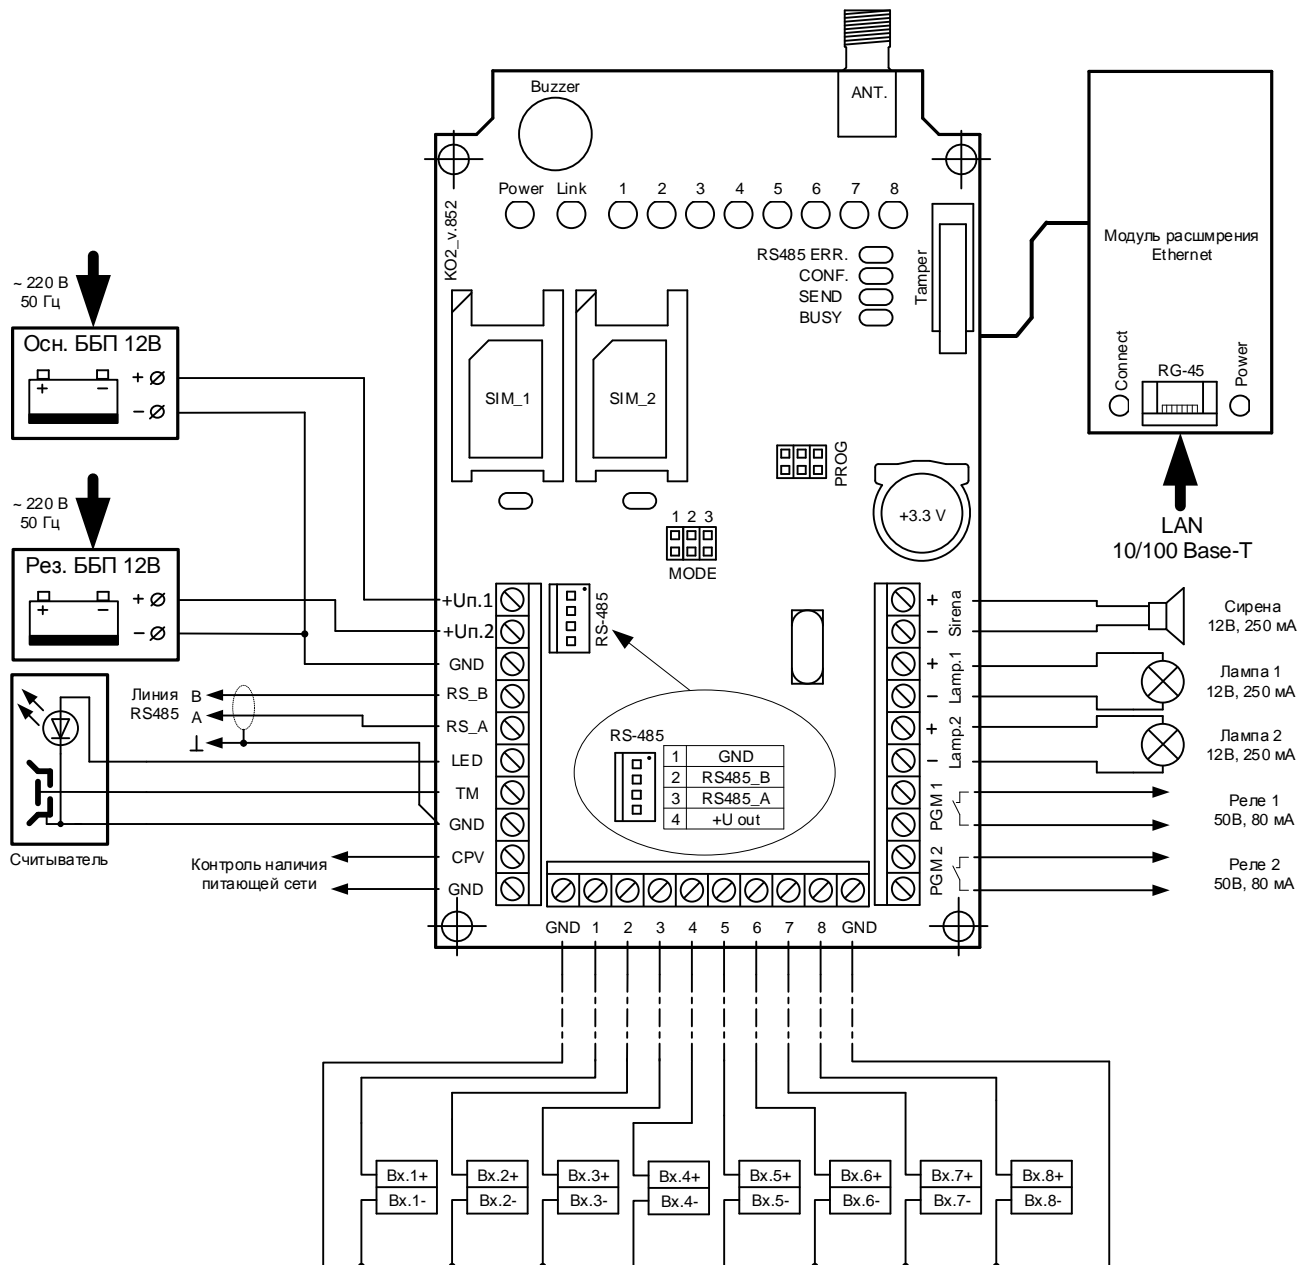 Buzzer
ANT.
Power Link 1 2 3 4 5 6 7 8
KO2_v.852
RS485 ERR.
CONF.
SEND
BUSY
Tamper
Модуль расшмрения
Ethernet
Connect
RG-45
Power
LAN
10/100 Base-T
~ 220 В
50 Гц
Осн. ББП 12В
+ −
+
−
SIM_1
SIM_2
PROG
+3.3 V
~ 220 В
50 Гц
Рез. ББП 12В
+ −
+
−
1 2 3
MODE
RS-485
+Uп.1
+Uп.2
GND
RS_B
RS_A
LED
TM
GND
CPV
GND
Линия
RS485
B
A
⊥
Считыватель
Контроль наличия
питающей сети
RS-485
1 GND
2 RS485_B
3 RS485_A
4 +U out
+
−
Sirena
+
−
Lamp.1
+
−
Lamp.2
PGM 1
PGM 2
Сирена
12В, 250 мА
Лампа 1
12В, 250 мА
Лампа 2
12В, 250 мА
Реле 1
50В, 80 мА
Реле 2
50В, 80 мА
GND 1 2 3 4 5 6 7 8 GND
Вх.1+ Вх.2+ Вх.3+ Вх.4+ Вх.5+ Вх.6+ Вх.7+ Вх.8+
Вх.1- Вх.2- Вх.3- Вх.4- Вх.5- Вх.6- Вх.7- Вх.8-